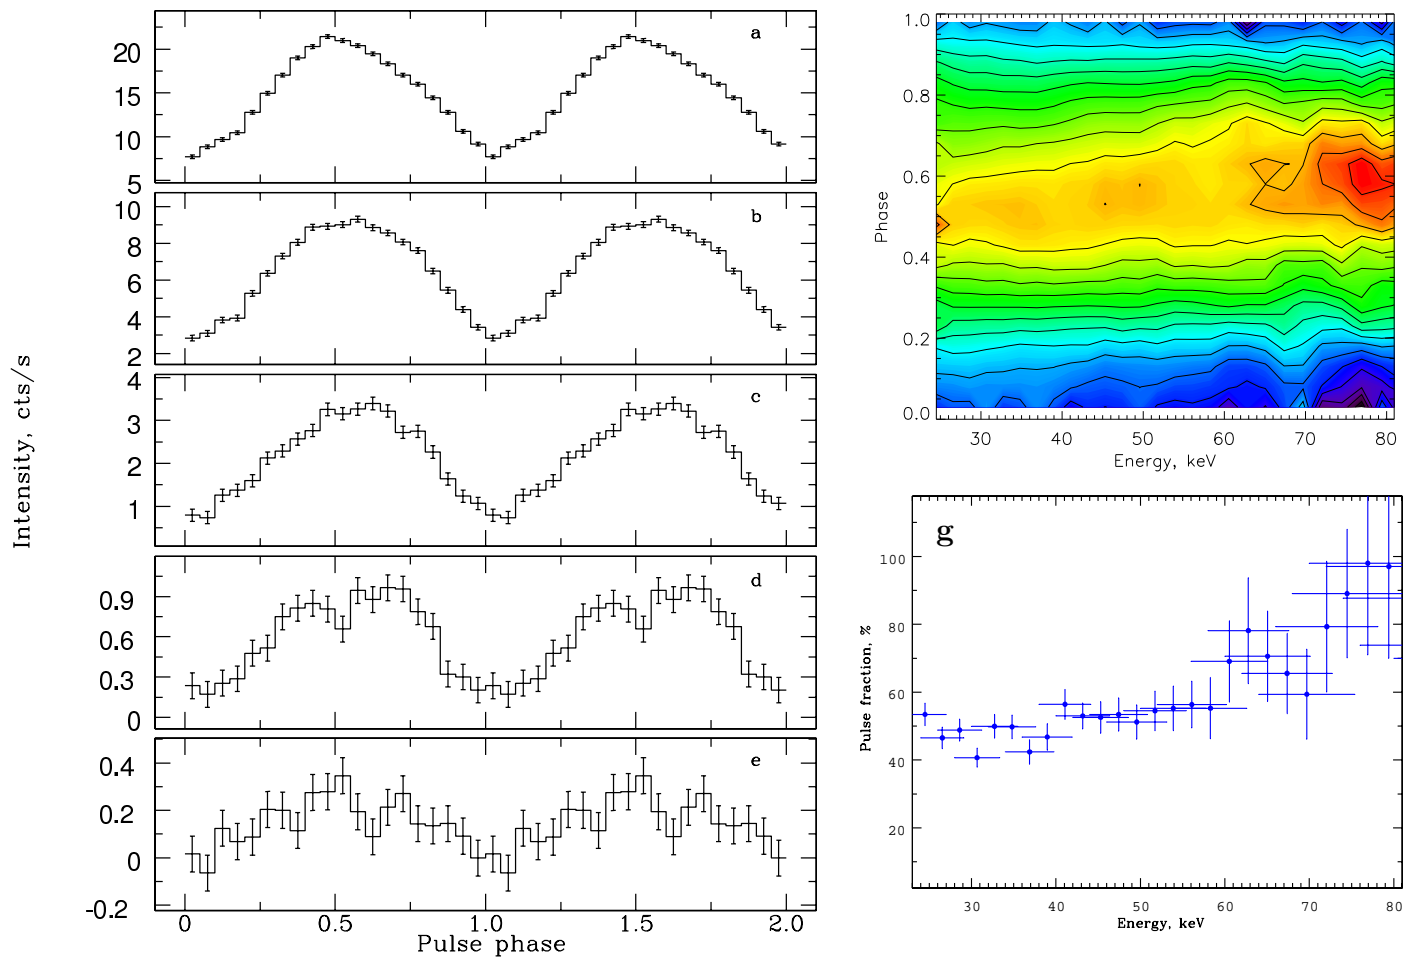 Intensity, cts/s
a
20
15
10
5
b
10
8
6
4
2
c
4
3
2
1
d
0.9
0.6
0.3
0
e
0.4
0.2
0
-0.2
0 0.5 1.0 1.5 2.0
Pulse phase
Phase
1.0
0.8
0.6
0.4
0.2
0.0
30 40 50 60 70 80
Energy, keV
g
Pulse fraction, %
100
80
60
40
20
30 40 50 60 70 80
Energy, keV